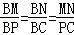 BM/BP = BN/BC = MN/PC